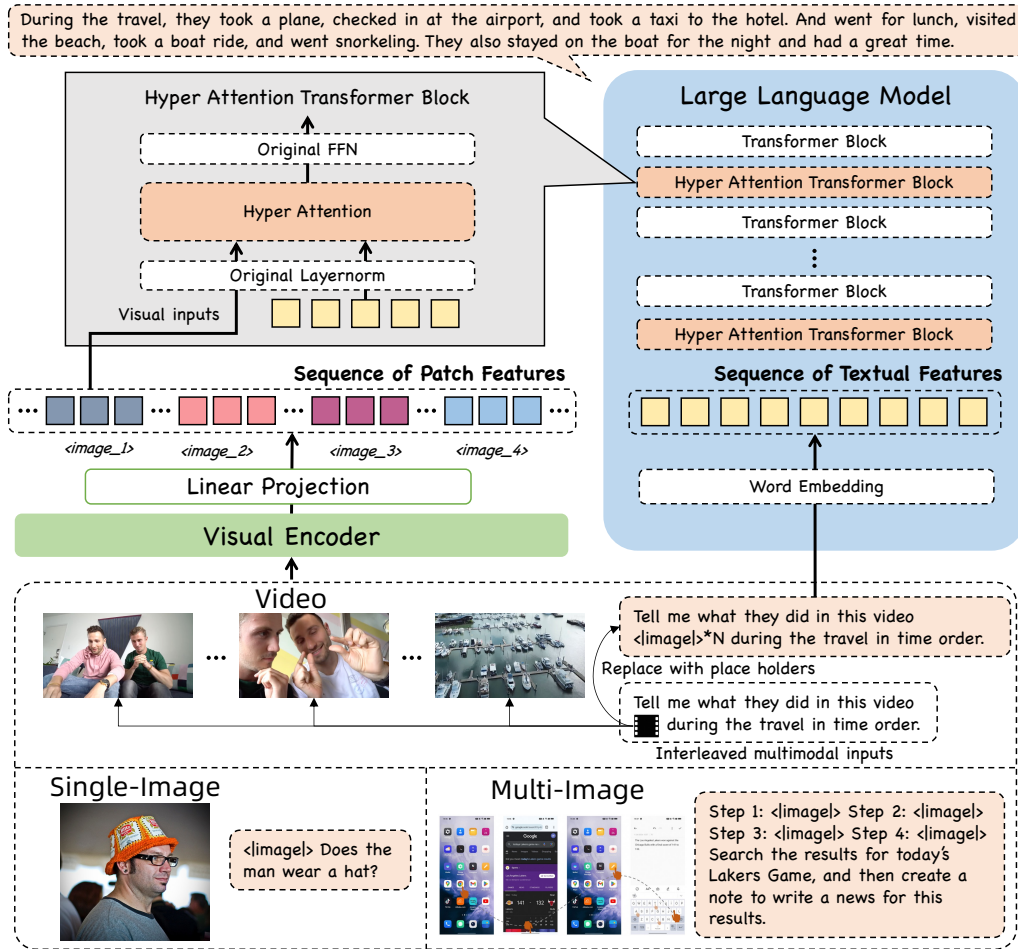 During the travel, they took a plane, checked in at the airport, and took a taxi to the hotel. And went for lunch, visited
the beach, took a boat ride, and went snorkeling. They also stayed on the boat for the night and had a great time.
Hyper Attention Transformer Block
Original FFN
Hyper Attention
Original Layernorm
Visual inputs
Large Language Model
Transformer Block
Hyper Attention Transformer Block
Transformer Block
Transformer Block
Hyper Attention Transformer Block
Sequence of Patch Features
<image_1>
<image_2>
<image_3>
<image_4>
Linear Projection
Visual Encoder
Sequence of Textual Features
Word Embedding
Video
Tell me what they did in this video
<|image|>*N during the travel in time order.
Replace with place holders
Tell me what they did in this video
during the travel in time order.
Interleaved multimodal inputs
Single-Image
<|image|> Does the
man wear a hat?
Multi-Image
141
132
Step 1: <|image|> Step 2: <|image|>
Step 3: <|image|> Step 4: <|image|>
Search the results for today's
Lakers Game, and then create a
note to write a news for this
results.